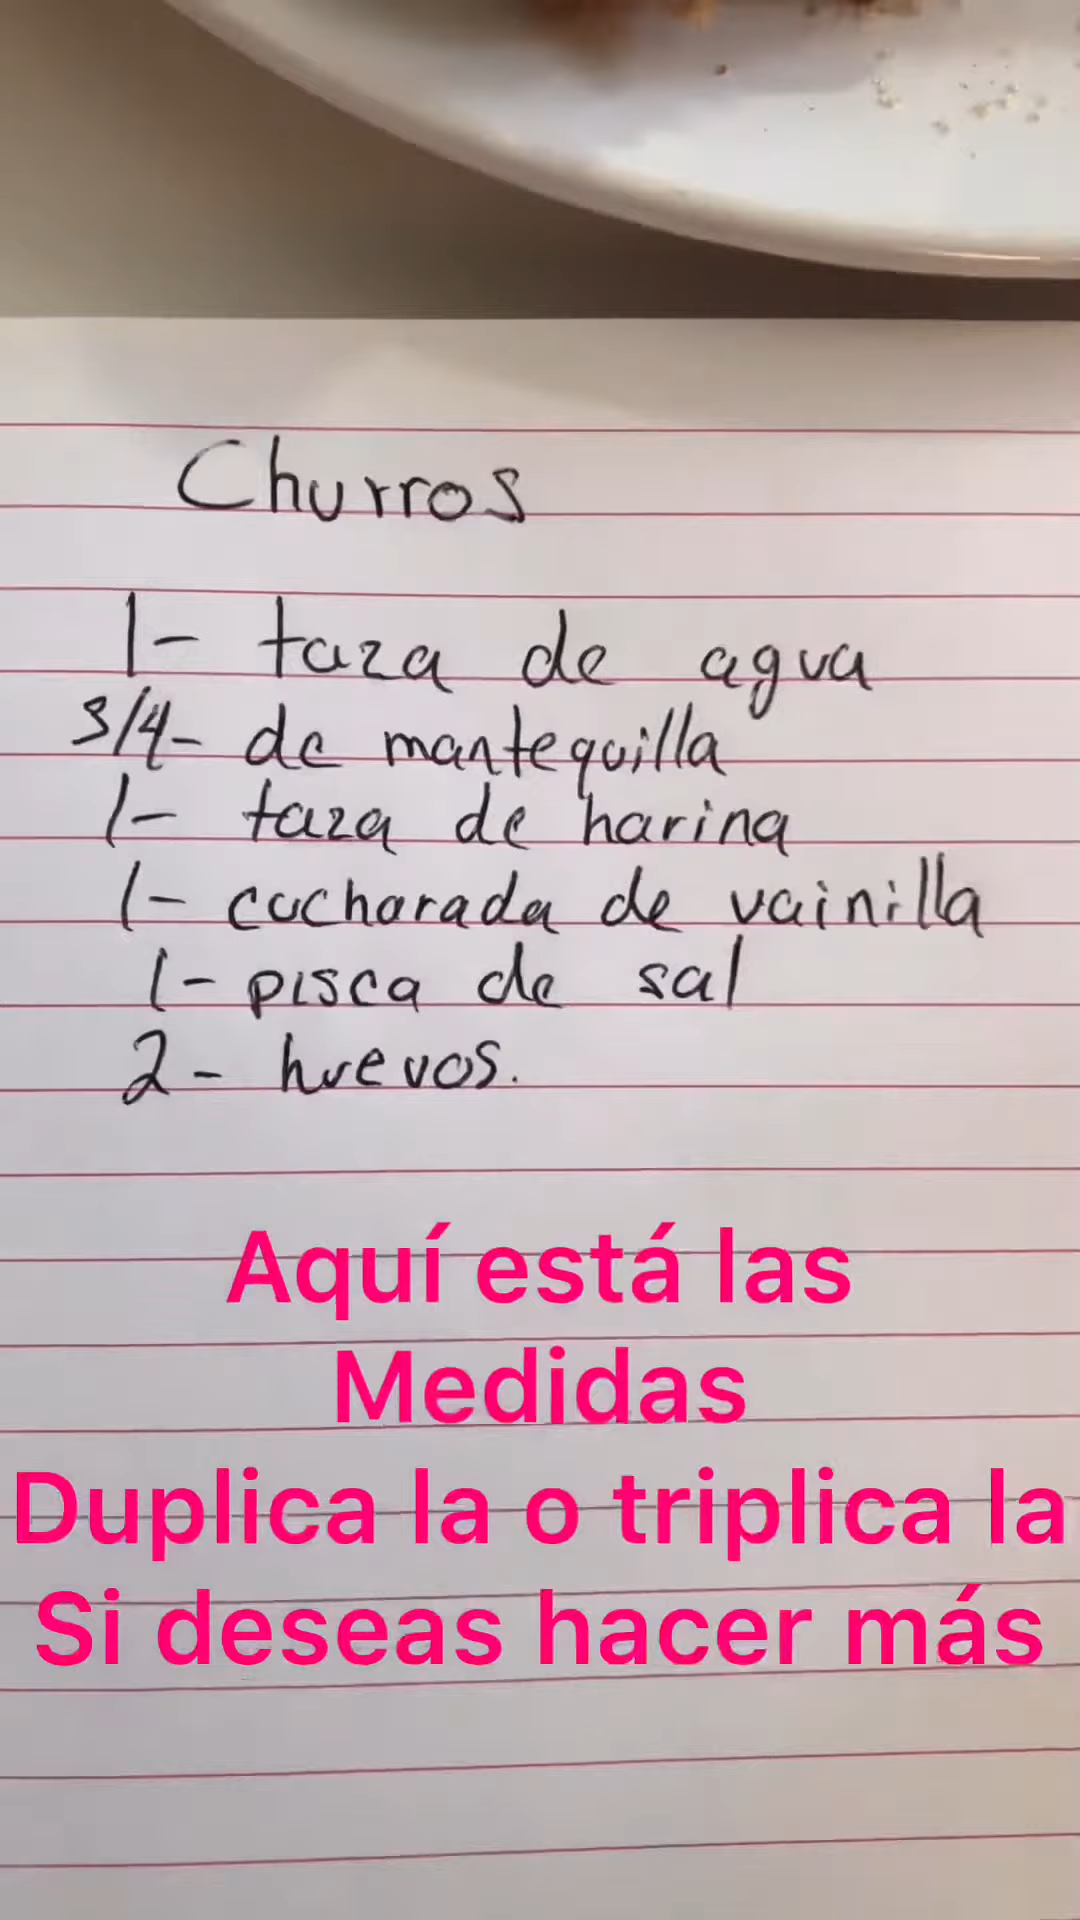 Churros
1- taza de agua
3/4- de mantequilla
1- taza de harina
1- cucharada de vainilla
1- pisca de sal
2- huevos.
Aquí está las
Medidas
Duplica la o triplica la
Si deseas hacer más